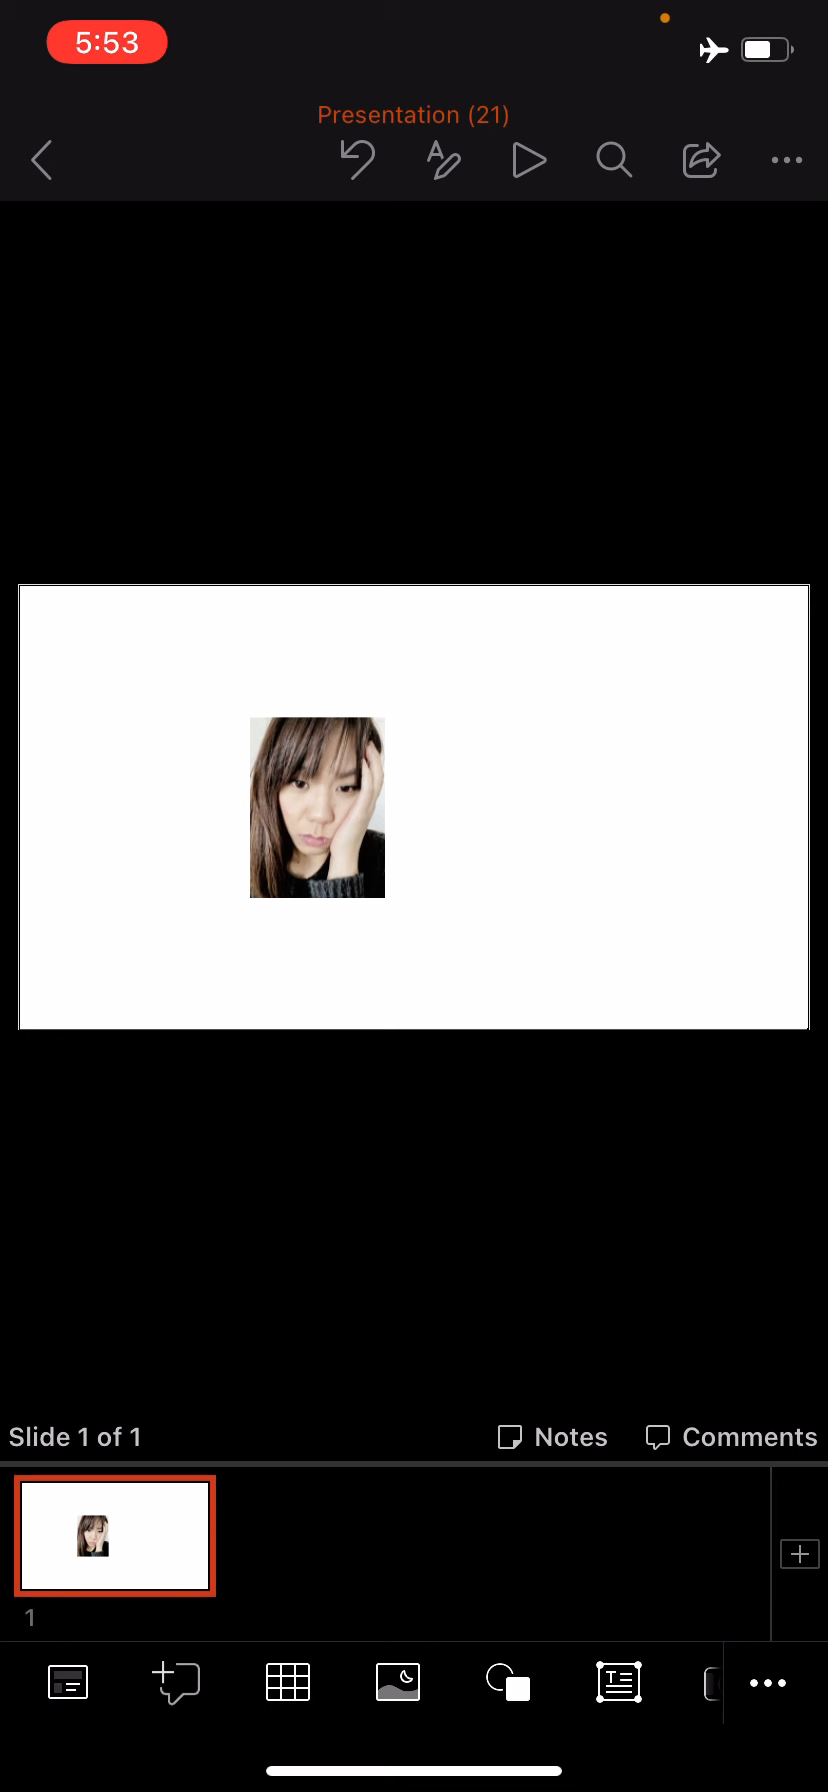 5:53
Presentation (21)
Slide 1 of 1
Notes
Comments
1